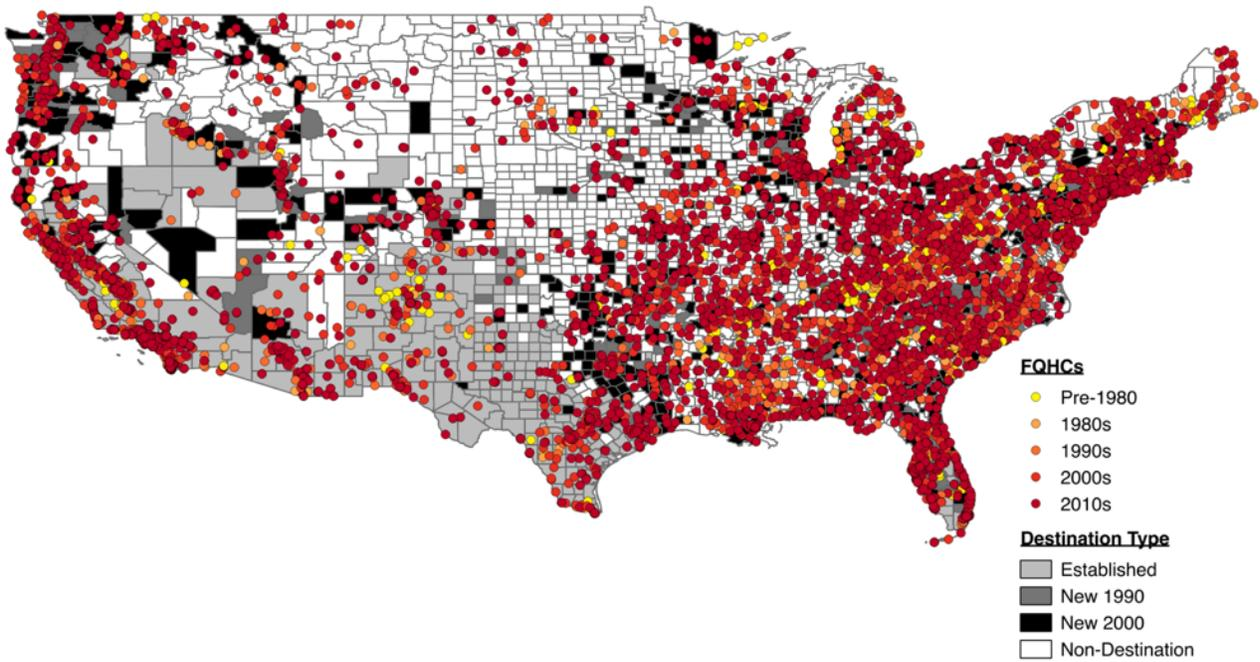 FQHCs
Pre-1980
1980s
1990s
2000s
2010s
Destination Type
Established
New 1990
New 2000
Non-Destination